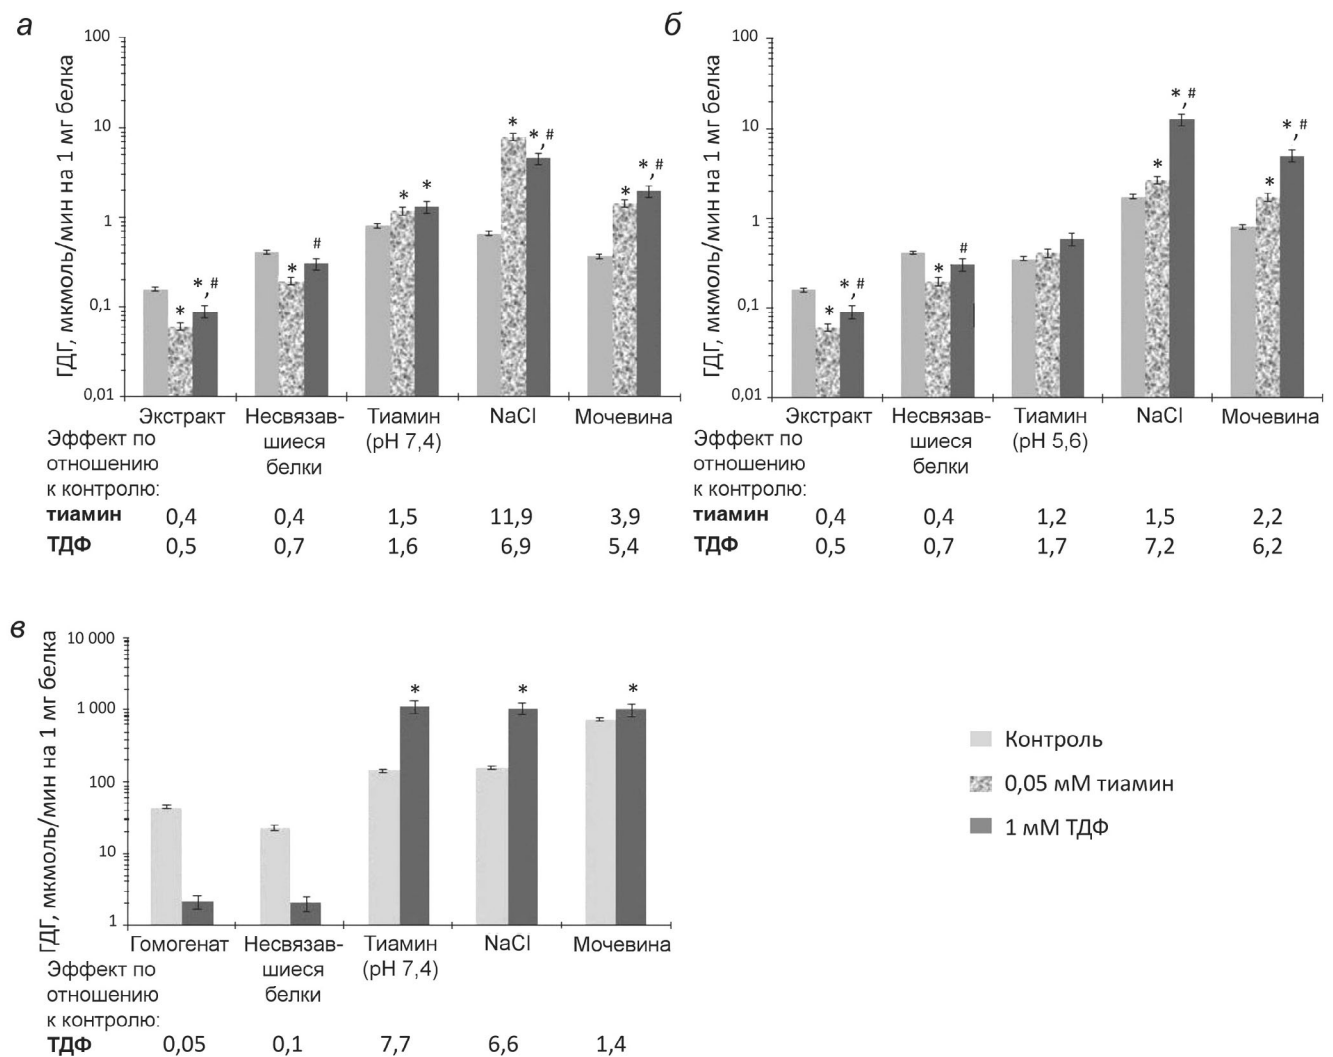 а
ГДГ, мкмоль/мин на 1 мг белка
100
10
1
0,1
0,01
*
*,#
*
#
*
*
*
*,#
*
*,#
Экстракт Несвязав-шиеся белки Тиамин (pH 7,4) NaCl Мочевина
Эффект по
отношению
к контролю:
тиамин 0,4 0,4 1,5 11,9 3,9
ТДФ 0,5 0,7 1,6 6,9 5,4
б
ГДГ, мкмоль/мин на 1 мг белка
100
10
1
0,1
0,01
*
*,#
*
#
*
*,#
*
*,#
Экстракт Несвязав-шиеся белки Тиамин (pH 5,6) NaCl Мочевина
Эффект по
отношению
к контролю:
тиамин 0,4 0,4 1,2 1,5 2,2
ТДФ 0,5 0,7 1,7 7,2 6,2
в
ГДГ, мкмоль/мин на 1 мг белка
10 000
1 000
100
10
1
* * *
Гомогенат Несвязав-шиеся белки Тиамин (pH 7,4) NaCl Мочевина
Эффект по
отношению
к контролю:
ТДФ 0,05 0,1 7,7 6,6 1,4
Контроль
0,05 мМ тиамин
1 мМ ТДФ